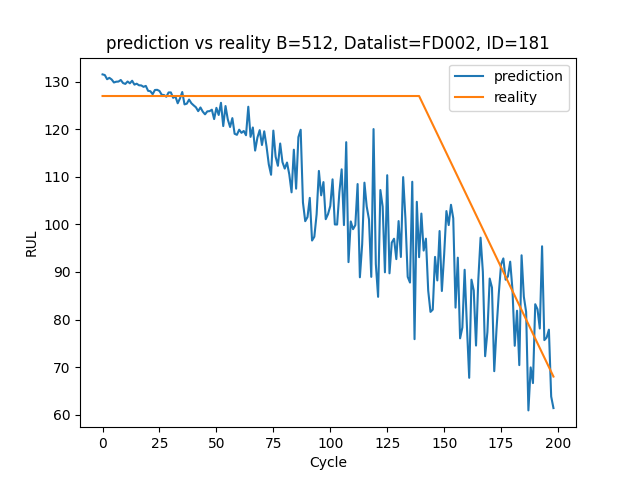 prediction vs reality B=512, Datalist=FD002, ID=181
prediction
reality
RUL
130
120
110
100
90
80
70
60
0 25 50 75 100 125 150 175 200
Cycle